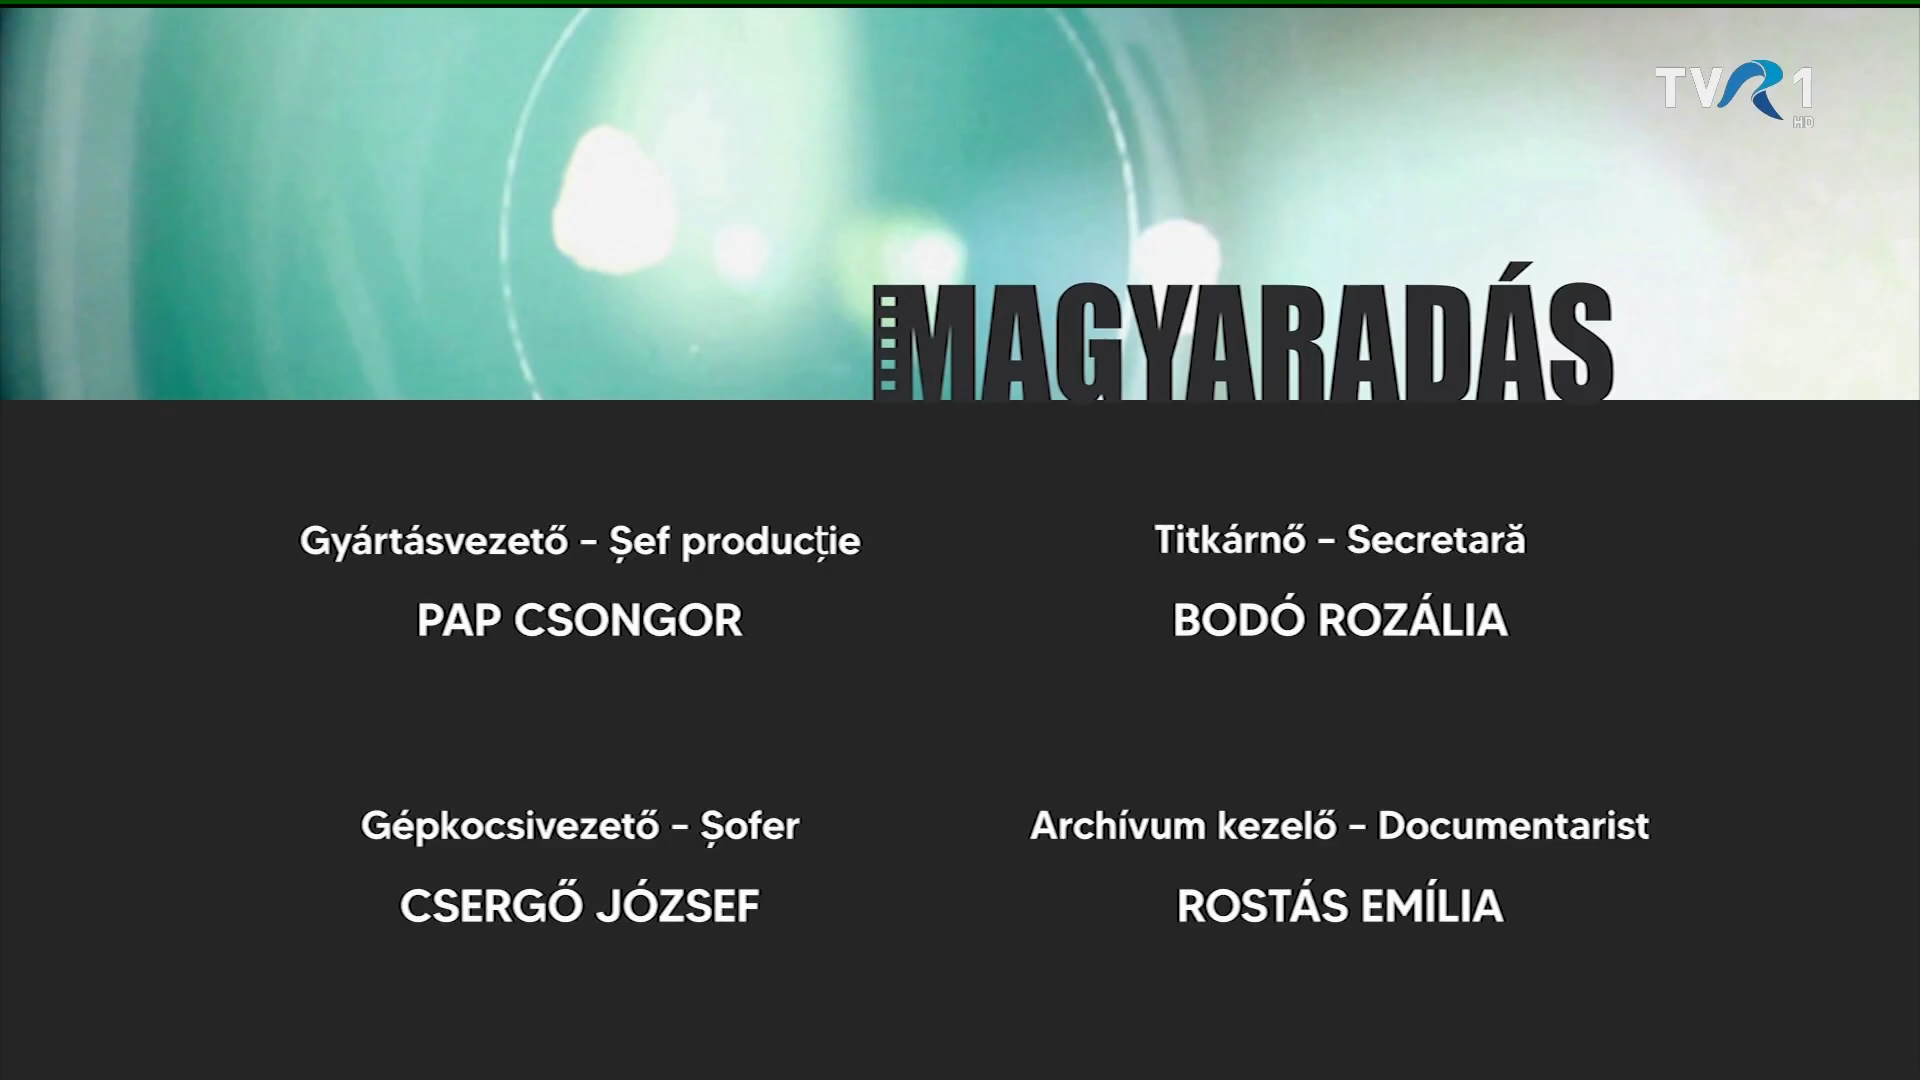 TVR1
HD
MAGYARADÁS
Gyártásvezető - Șef producție
PAP CSONGOR
Titkárnő - Secretară
BODÓ ROZÁLIA
Gépkocsivezető - Șofer
CSERGŐ JÓZSEF
Archívum kezelő - Documentarist
ROSTÁS EMÍLIA